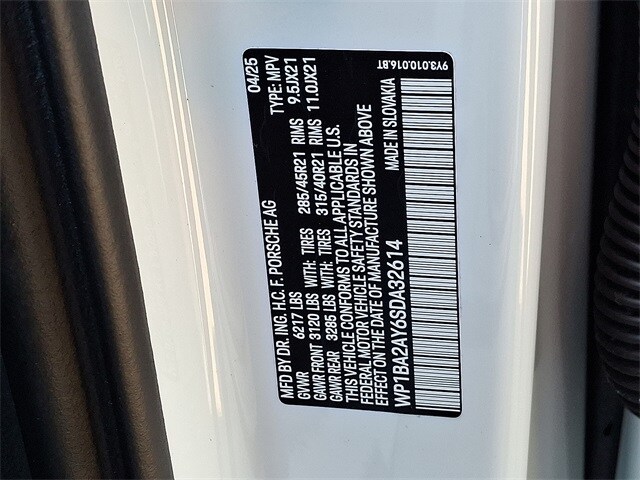 MFD BY DR. ING. H.C. F. PORSCHE AG 04/25
GVWR 6217 LBS TYPE: MPV
GAWR FRONT 3120 LBS WITH: TIRES 285/45R21 RIMS 9.5JX21
GAWR REAR 3285 LBS WITH: TIRES 315/40R21 RIMS 11.0JX21
THIS VEHICLE CONFORMS TO ALL APPLICABLE U.S.
FEDERAL MOTOR VEHICLE SAFETY STANDARDS IN
EFFECT ON THE DATE OF MANUFACTURE SHOWN ABOVE
WP1BA2AY6SDA32614 MADE IN SLOVAKIA
9Y3.010.016.BT